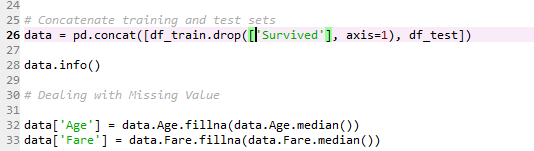 24
25 # Concatenate training and test sets
26 data = pd.concat([df_train.drop(['Survived'], axis=1), df_test])
28 data.info()
29
30 # Dealing with Missing Value
31
32 data['Age'] = data.Age.fillna(data.Age.median())
33 data['Fare'] = data.Fare.fillna(data.Fare.median())